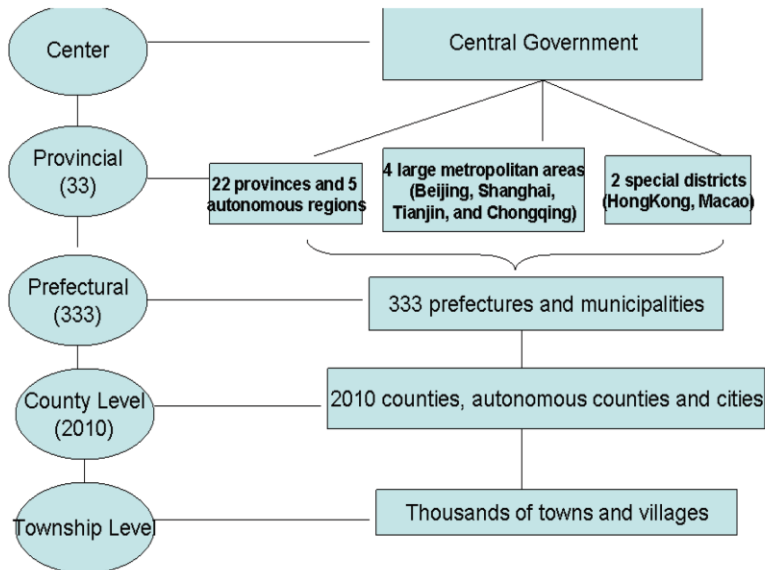 Center
Central Government
Provincial
(33)
22 provinces and 5
autonomous regions
4 large metropolitan areas
(Beijing, Shanghai,
Tianjin, and Chongqing)
2 special districts
(HongKong, Macao)
Prefectural
(333)
333 prefectures and municipalities
County Level
(2010)
2010 counties, autonomous counties and cities
Township Level
Thousands of towns and villages